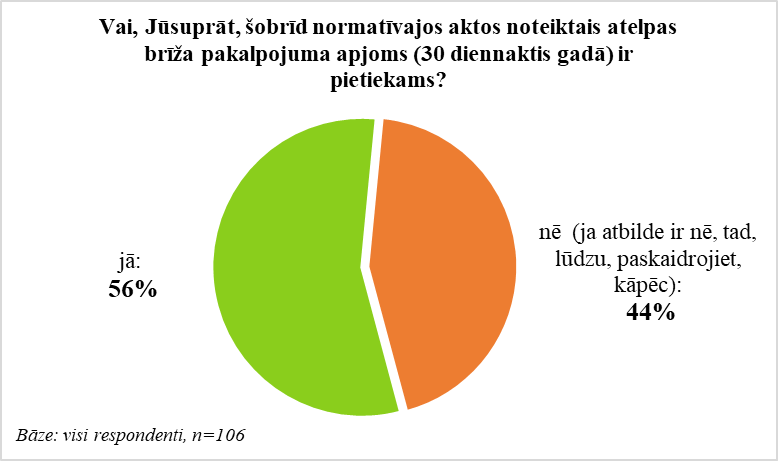 Vai, Jūsuprāt, šobrīd normatīvajos aktos noteiktais atelpas
brīža pakalpojuma apjoms (30 diennaktis gadā) ir
pietiekams?
jā:
56%
nē (ja atbilde ir nē, tad,
lūdzu, paskaidrojiet,
kāpēc):
44%
Bāze: visi respondenti, n=106